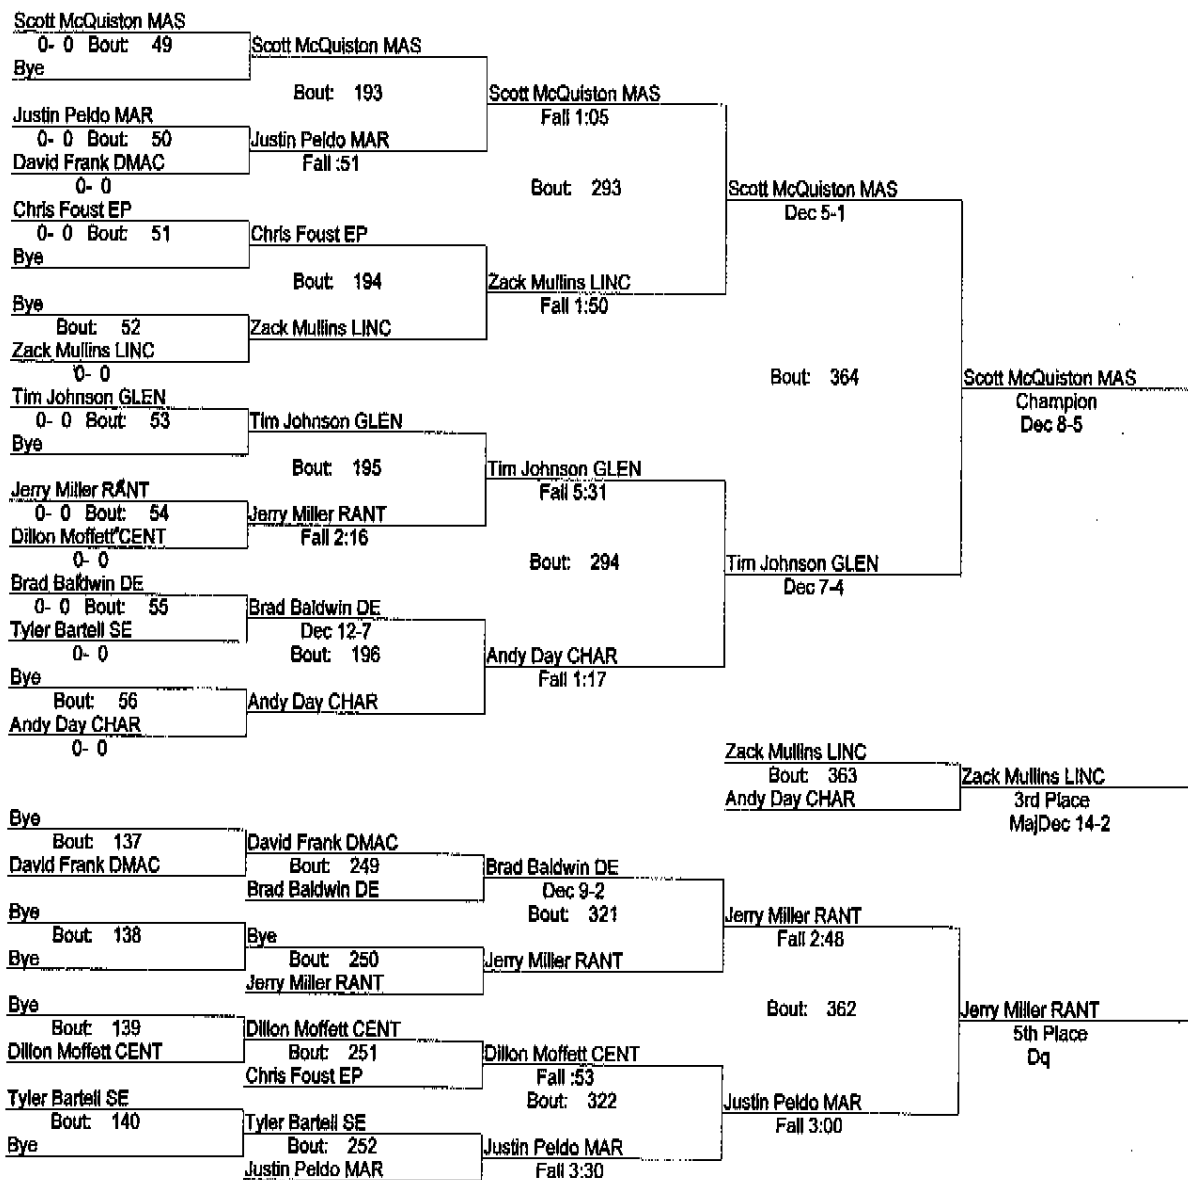 Scott McQuiston MAS
0- 0 Bout: 49
Bye
Scott McQuiston MAS
Bout: 193
Justin Peldo MAR
0- 0 Bout: 50
David Frank DMAC
0- 0
Justin Peldo MAR
Fall :51
Scott McQuiston MAS
Fall 1:05
Bout: 293
Chris Foust EP
0- 0 Bout: 51
Bye
Chris Foust EP
Bout: 194
Bye
Bout: 52
Zack Mullins LINC
0- 0
Zack Mullins LINC
Zack Mullins LINC
Fall 1:50
Scott McQuiston MAS
Dec 5-1
Bout: 364
Scott McQuiston MAS
Champion
Dec 8-5
Tim Johnson GLEN
0- 0 Bout: 53
Bye
Tim Johnson GLEN
Bout: 195
Jerry Miller RANT
0- 0 Bout: 54
Dillon Moffett CENT
0- 0
Jerry Miller RANT
Fall 2:16
Tim Johnson GLEN
Fall 5:31
Bout: 294
Brad Baldwin DE
0- 0 Bout: 55
Tyler Bartell SE
0- 0
Brad Baldwin DE
Dec 12-7
Bout: 196
Bye
Bout: 56
Andy Day CHAR
0- 0
Andy Day CHAR
Andy Day CHAR
Fall 1:17
Tim Johnson GLEN
Dec 7-4
Zack Mullins LINC
Bout: 363
Andy Day CHAR
Zack Mullins LINC
3rd Place
MajDec 14-2
Bye
Bout: 137
David Frank DMAC
David Frank DMAC
Bout: 249
Brad Baldwin DE
Brad Baldwin DE
Dec 9-2
Bout: 321
Bye
Bout: 138
Bye
Bye
Bout: 250
Jerry Miller RANT
Jerry Miller RANT
Jerry Miller RANT
Fall 2:48
Bout: 362
Bye
Bout: 139
Dillon Moffett CENT
Dillon Moffett CENT
Bout: 251
Chris Foust EP
Dillon Moffett CENT
Fall :53
Bout: 322
Tyler Bartell SE
Bout: 140
Bye
Tyler Bartell SE
Bout: 252
Justin Peldo MAR
Justin Peldo MAR
Fall 3:30
Justin Peldo MAR
Fall 3:00
Jerry Miller RANT
5th Place
Dq